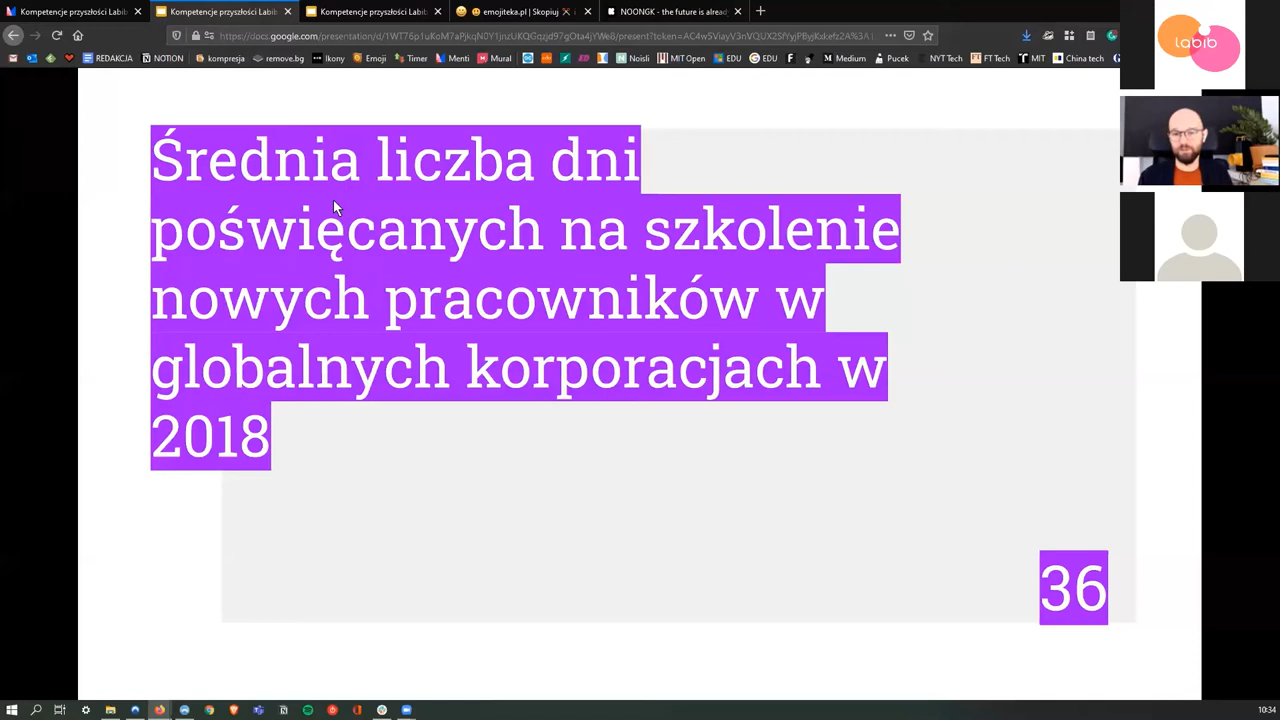 Kompetencje przyszłości Labib
Kompetencje przyszłości Labib
Kompetencje przyszłości Labib
emojiteka.pl | Skopiuj
NOONGK - the future is alread
REDAKCJA
NOTION
kompresja
remove.bg
Ikony
Emoji
Timer
Menti
Mural
Noisli
MIT Open
EDU
EDU
Medium
Pucek
NYT Tech
FT Tech
MIT
China tech
labib
Średnia liczba dni
poświęcanych na szkolenie
nowych pracowników w
globalnych korporacjach w
2018
36
10:34